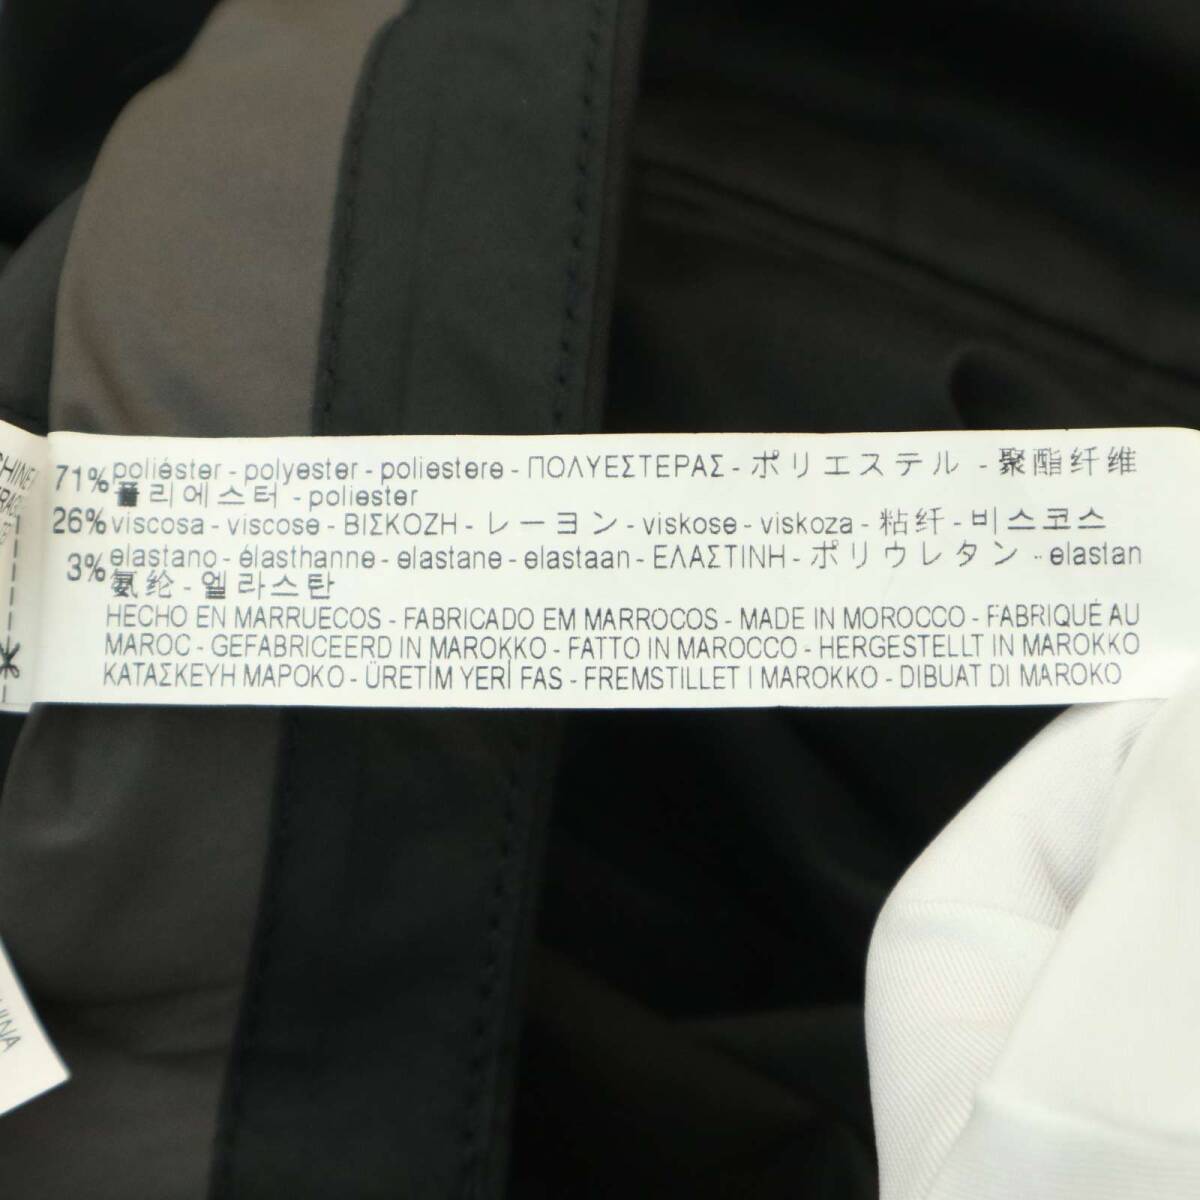 71% poliéster - polyester - poliestere - ΠΟΛΥΕΣΤΕΡΑΣ - ポリエステル - 聚酯纤维
폴리에스터 - poliester
26% viscosa - viscose - ΒΙΣΚΟΖΗ - レーヨン - viskose - viskoza - 粘纤 - 비스코스
3% elastano - élasthanne - elastane - elastaan - ΕΛΑΣΤΙΝΗ - ポリウレタン - elastan
氨纶 - 엘라스탄
HECHO EN MARRUECOS - FABRICADO EM MARROCOS - MADE IN MOROCCO - FABRIQUÉ AU
MAROC - GEFABRICEERD IN MAROKKO - FATTO IN MAROCCO - HERGESTELLT IN MAROKKO
ΚΑΤΑΣΚΕΥΗ ΜΑΡΟΚΟ - ÜRETİM YERİ FAS - FREMSTILLET I MAROKKO - DIBUAT DI MAROKO